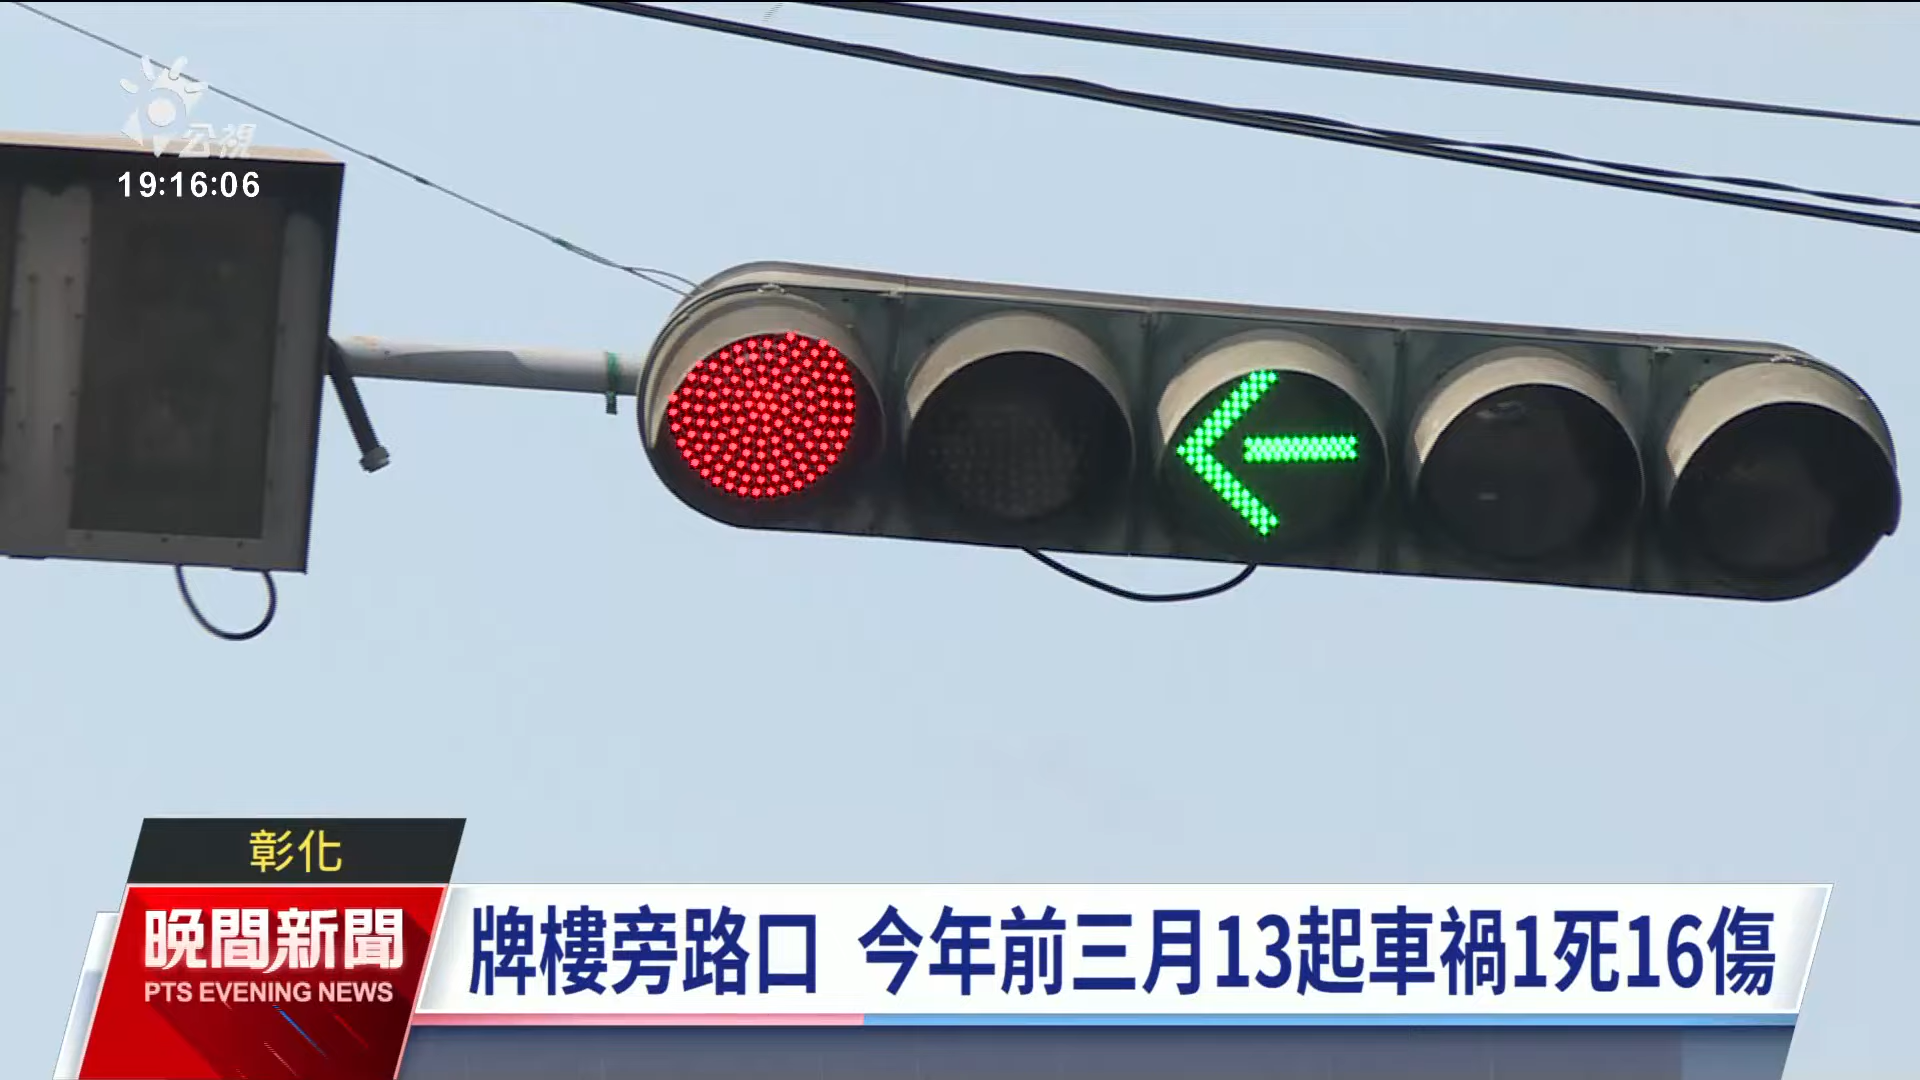 公視
19:16:06
彰化
晚間新聞
PTS EVENING NEWS
牌樓旁路口 今年前三月13起車禍1死16傷